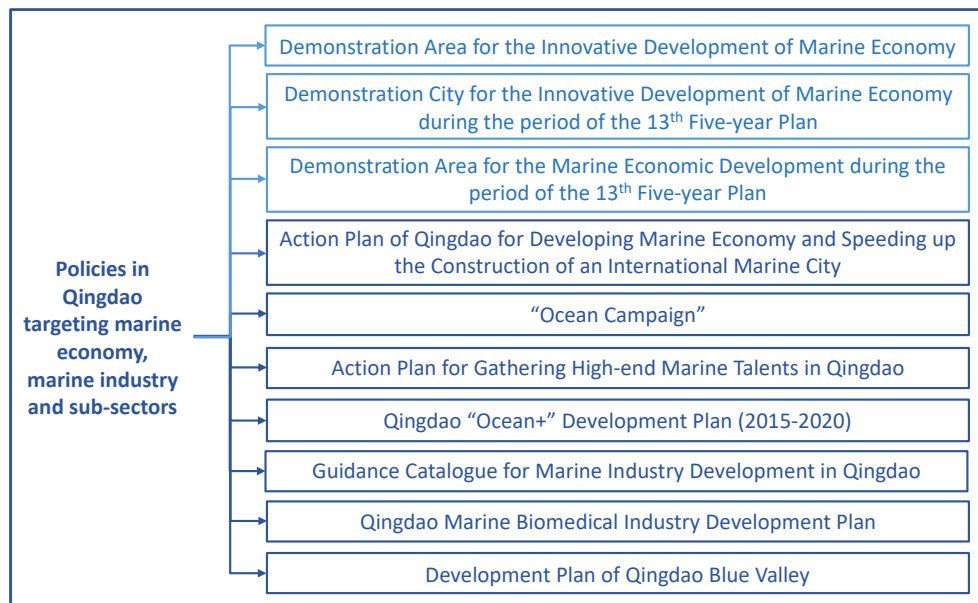 Demonstration Area for the Innovative Development of Marine Economy
Demonstration City for the Innovative Development of Marine Economy
during the period of the 13th Five-year Plan
Demonstration Area for the Marine Economic Development during the
period of the 13th Five-year Plan
Action Plan of Qingdao for Developing Marine Economy and Speeding up
the Construction of an International Marine City
Policies in
Qingdao
targeting marine
economy,
marine industry
and sub-sectors
“Ocean Campaign”
Action Plan for Gathering High-end Marine Talents in Qingdao
Qingdao “Ocean+” Development Plan (2015-2020)
Guidance Catalogue for Marine Industry Development in Qingdao
Qingdao Marine Biomedical Industry Development Plan
Development Plan of Qingdao Blue Valley